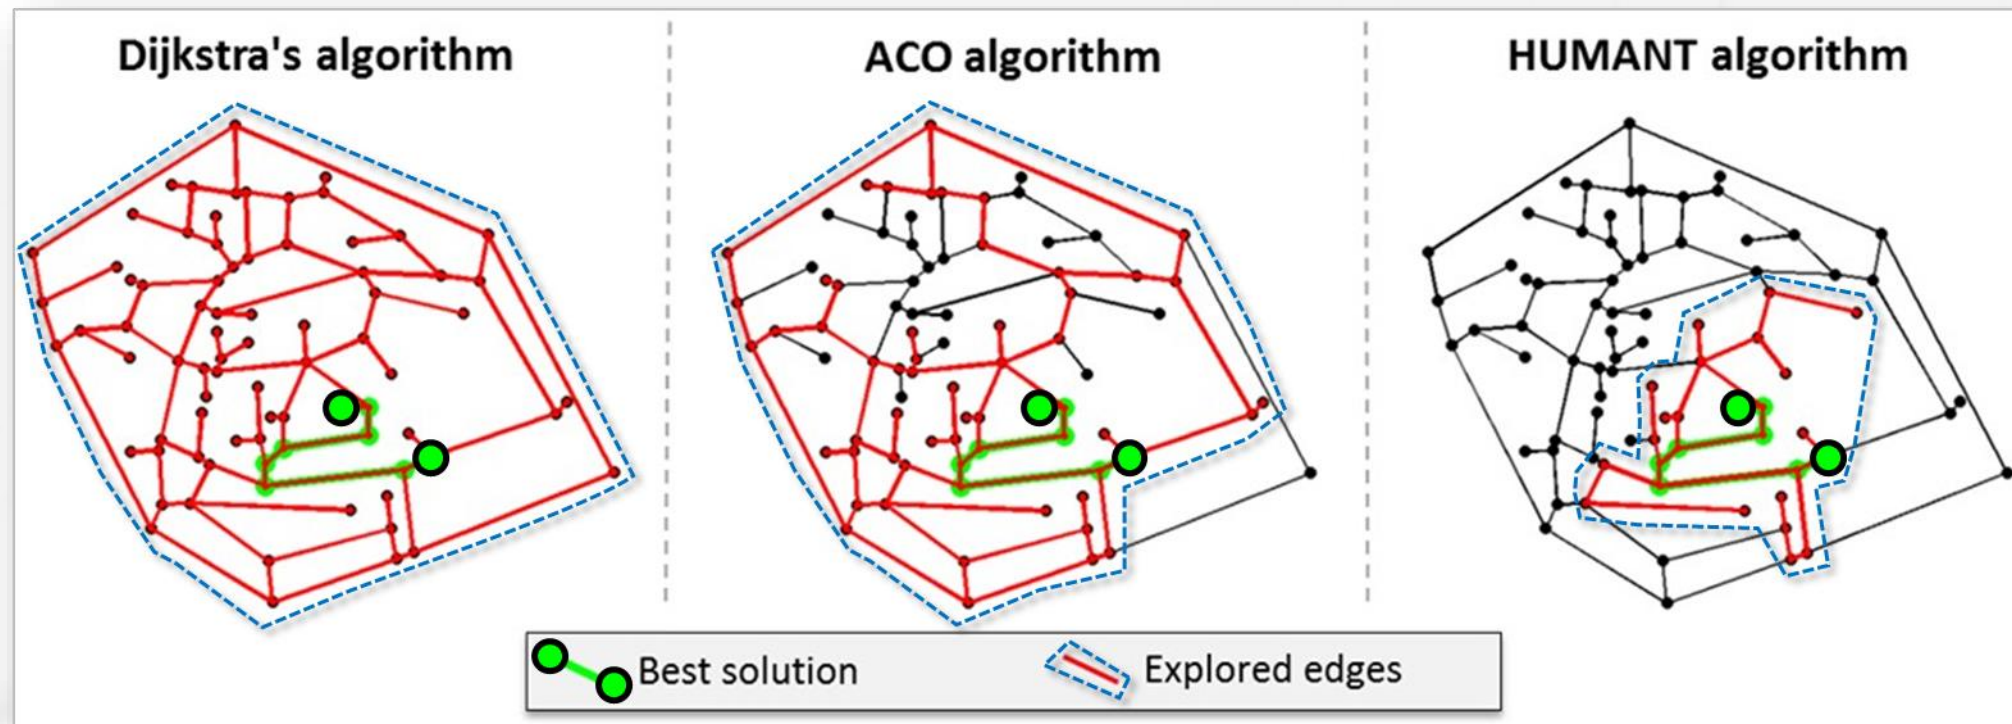 Dijkstra's algorithm
ACO algorithm
HUMANT algorithm
Best solution
Explored edges